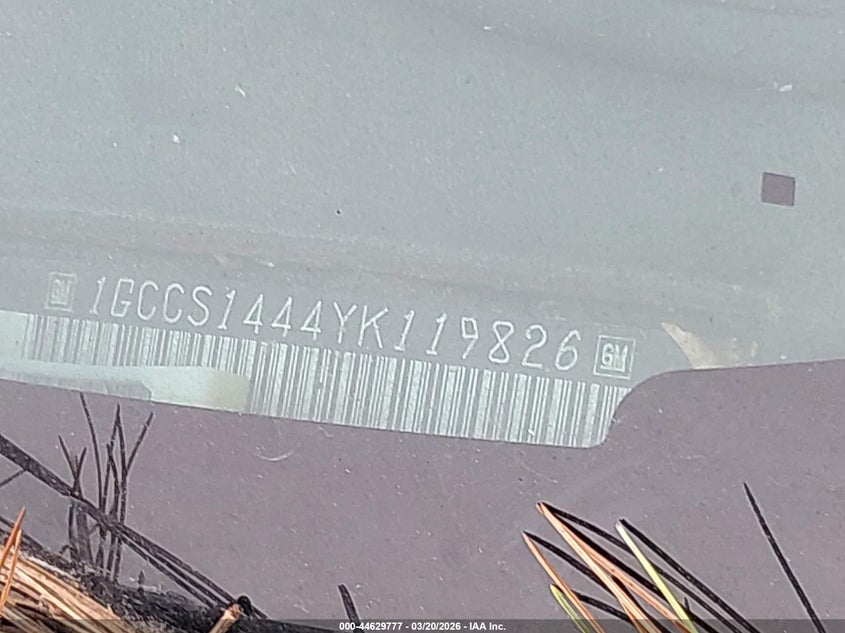 GM 1GCCS1444YK119826 GM
000-44629777 - 03/20/2026 - IAA Inc.